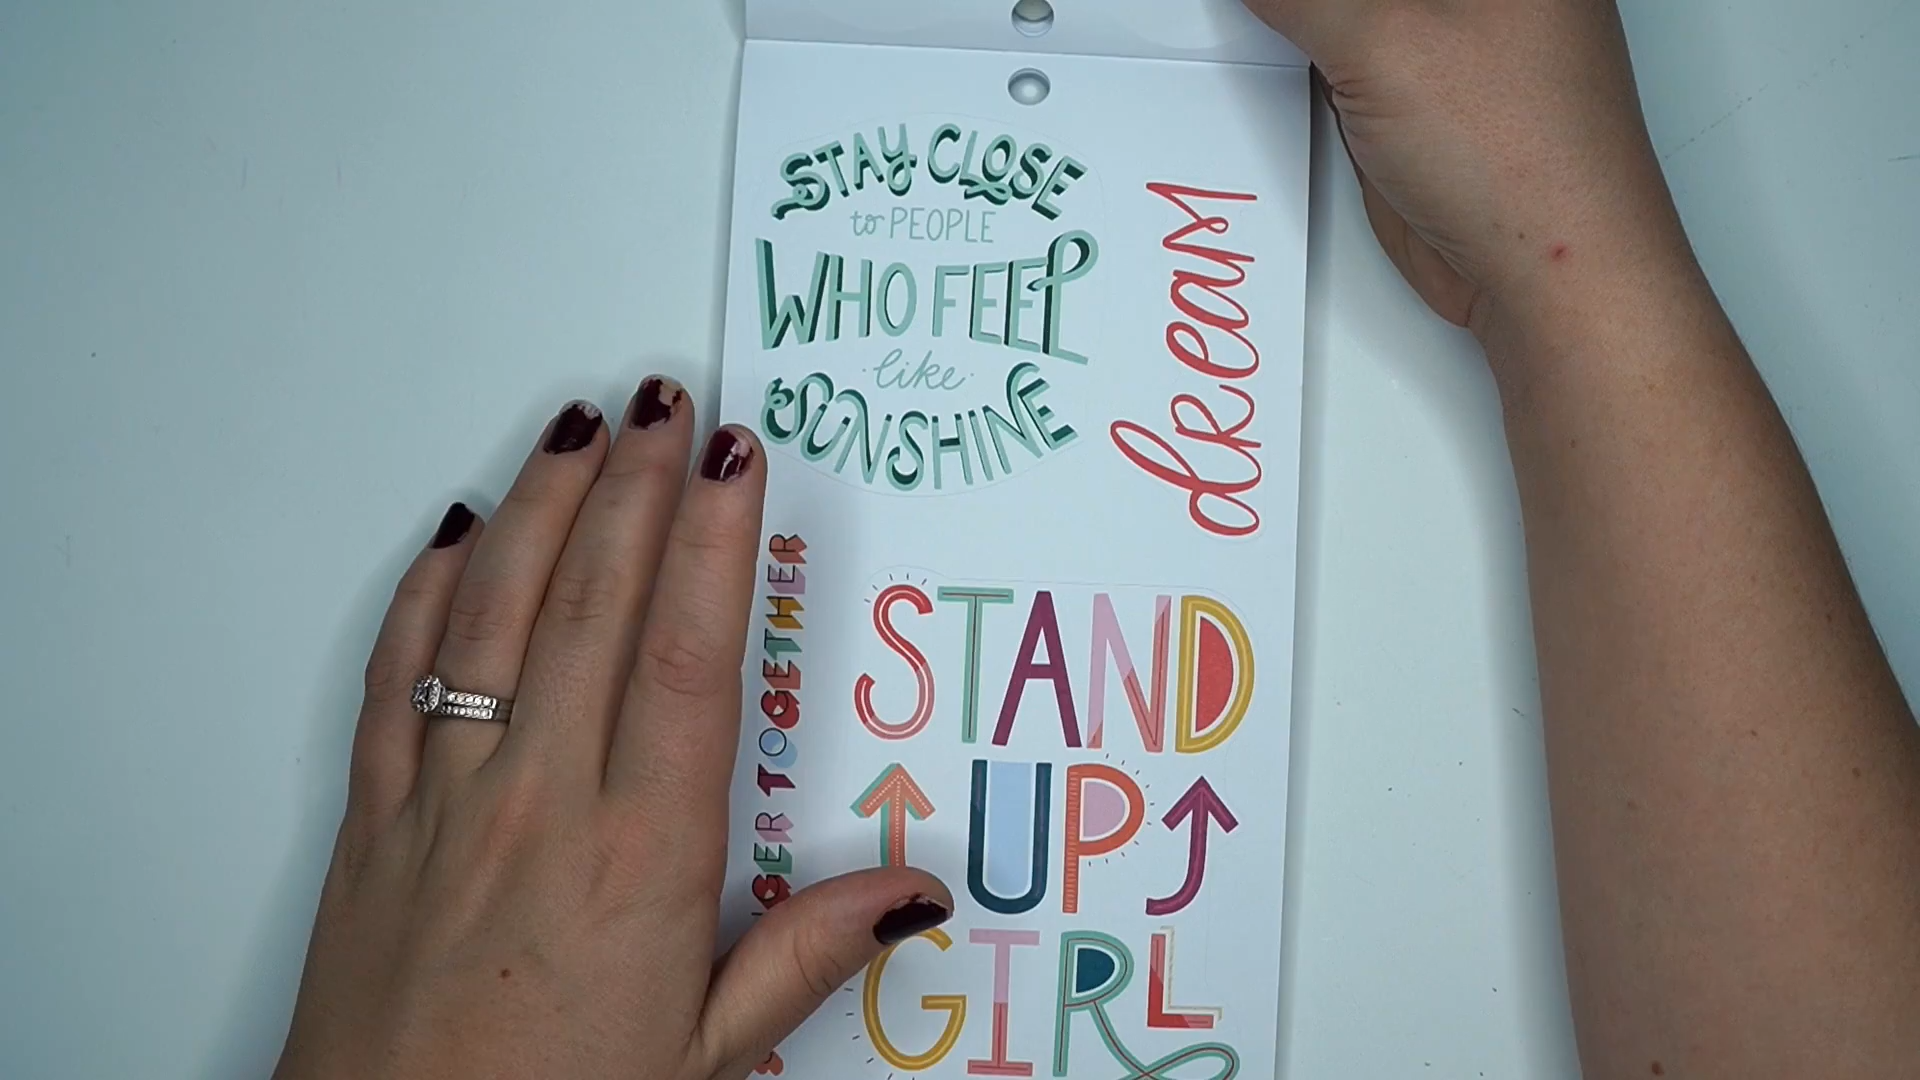 STAY CLOSE
to PEOPLE
WHO FEEL
like
SUNSHINE
dream
TOGETHER
STAND
UP
GIRL